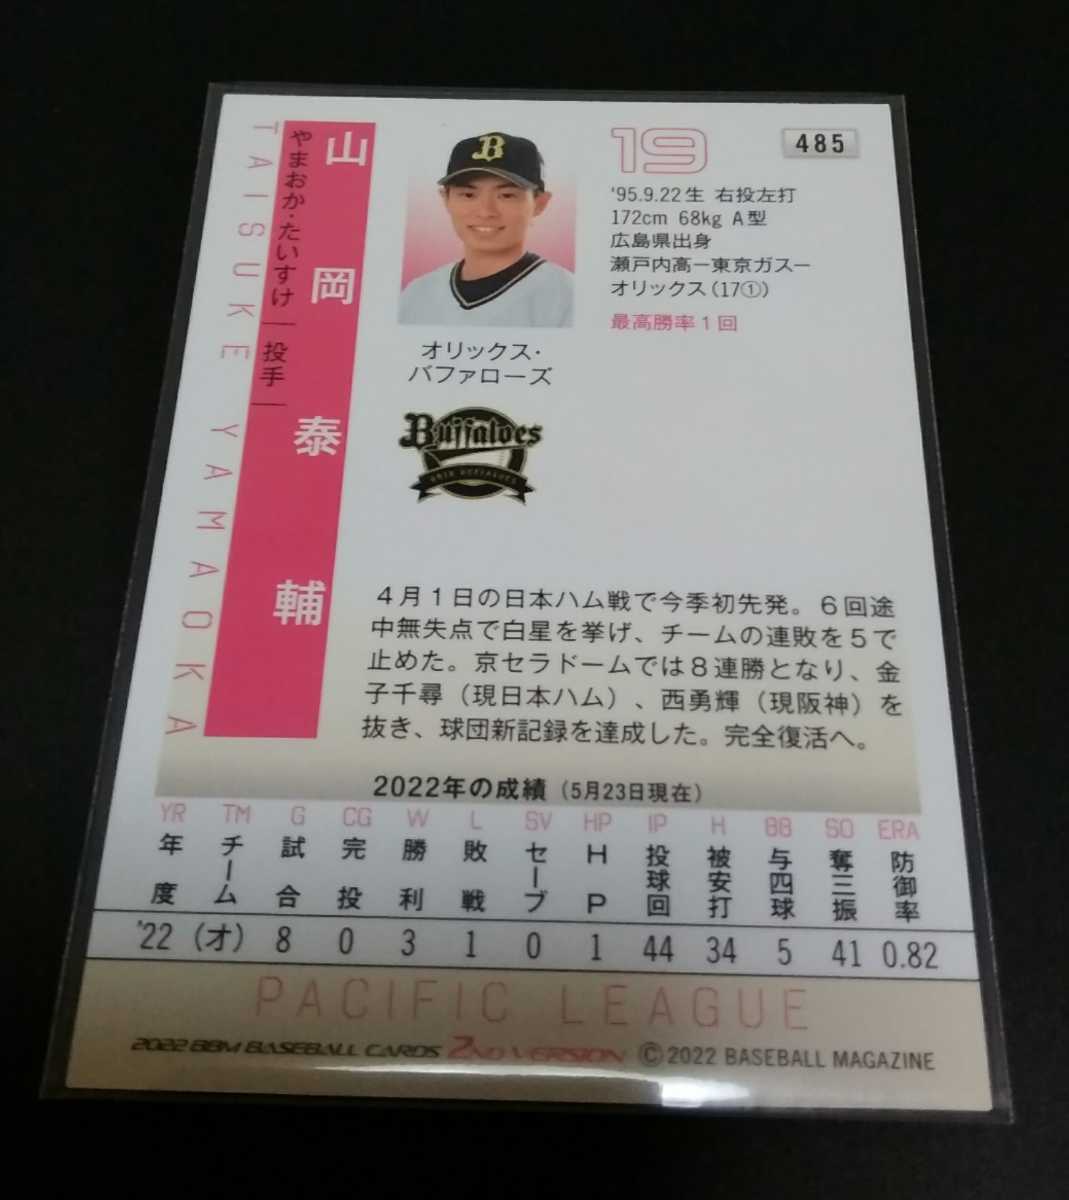 山岡泰輔
やまおか・たいすけ 投手
TAISUKE YAMAOKA
19
485
'95.9.22生 右投左打
172cm 68kg A型
広島県出身
瀬戸内高ー東京ガスー
オリックス(17①)
最高勝率1回
B
オリックス・
バファローズ
Buffaloes
ORIX BUFFALOES
4月1日の日本ハム戦で今季初先発。6回途
中無失点で白星を挙げ、チームの連敗を5で
止めた。京セラドームでは8連勝となり、金
子千尋(現日本ハム)、西勇輝(現阪神)を
抜き、球団新記録を達成した。完全復活へ。
2022年の成績(5月23日現在)
YR TM G CG W L SV HP IP H BB SO ERA
年度 チーム 試合 完投 勝利 敗戦 セーブ HP 投球回 被安打 与四球 奪三振 防御率
'22 (オ) 8 0 3 1 0 1 44 34 5 41 0.82
PACIFIC LEAGUE
2022 BBM BASEBALL CARDS 2ND VERSION ©2022 BASEBALL MAGAZINE